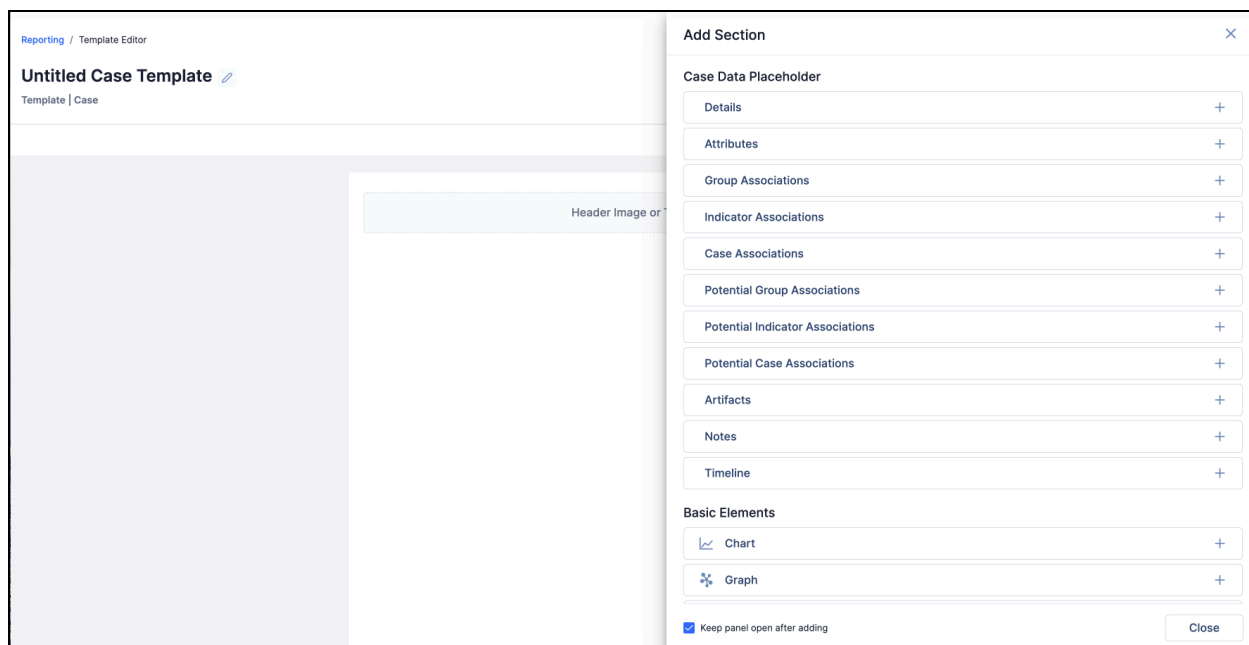 Reporting / Template Editor
Untitled Case Template
Template | Case
Header Image or
Add Section
Case Data Placeholder
Details
Attributes
Group Associations
Indicator Associations
Case Associations
Potential Group Associations
Potential Indicator Associations
Potential Case Associations
Artifacts
Notes
Timeline
Basic Elements
Chart
Graph
Keep panel open after adding
Close